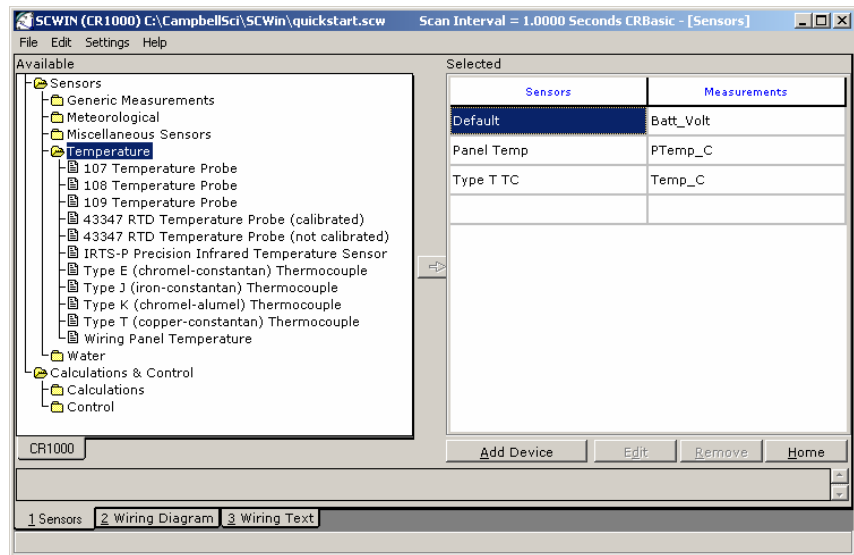 SCWIN (CR1000) C:\CampbellSci\SCWin\quickstart.scw Scan Interval = 1.0000 Seconds CRBasic - [Sensors]
File Edit Settings Help
Available
Sensors
Generic Measurements
Meteorological
Miscellaneous Sensors
Temperature
107 Temperature Probe
108 Temperature Probe
109 Temperature Probe
43347 RTD Temperature Probe (calibrated)
43347 RTD Temperature Probe (not calibrated)
IRTS-P Precision Infrared Temperature Sensor
Type E (chromel-constantan) Thermocouple
Type J (iron-constantan) Thermocouple
Type K (chromel-alumel) Thermocouple
Type T (copper-constantan) Thermocouple
Wiring Panel Temperature
Water
Calculations & Control
Calculations
Control
CR1000
Selected
Sensors Measurements
Default Batt_Volt
Panel Temp PTemp_C
Type T TC Temp_C
Add Device Edit Remove Home
1 Sensors 2 Wiring Diagram 3 Wiring Text